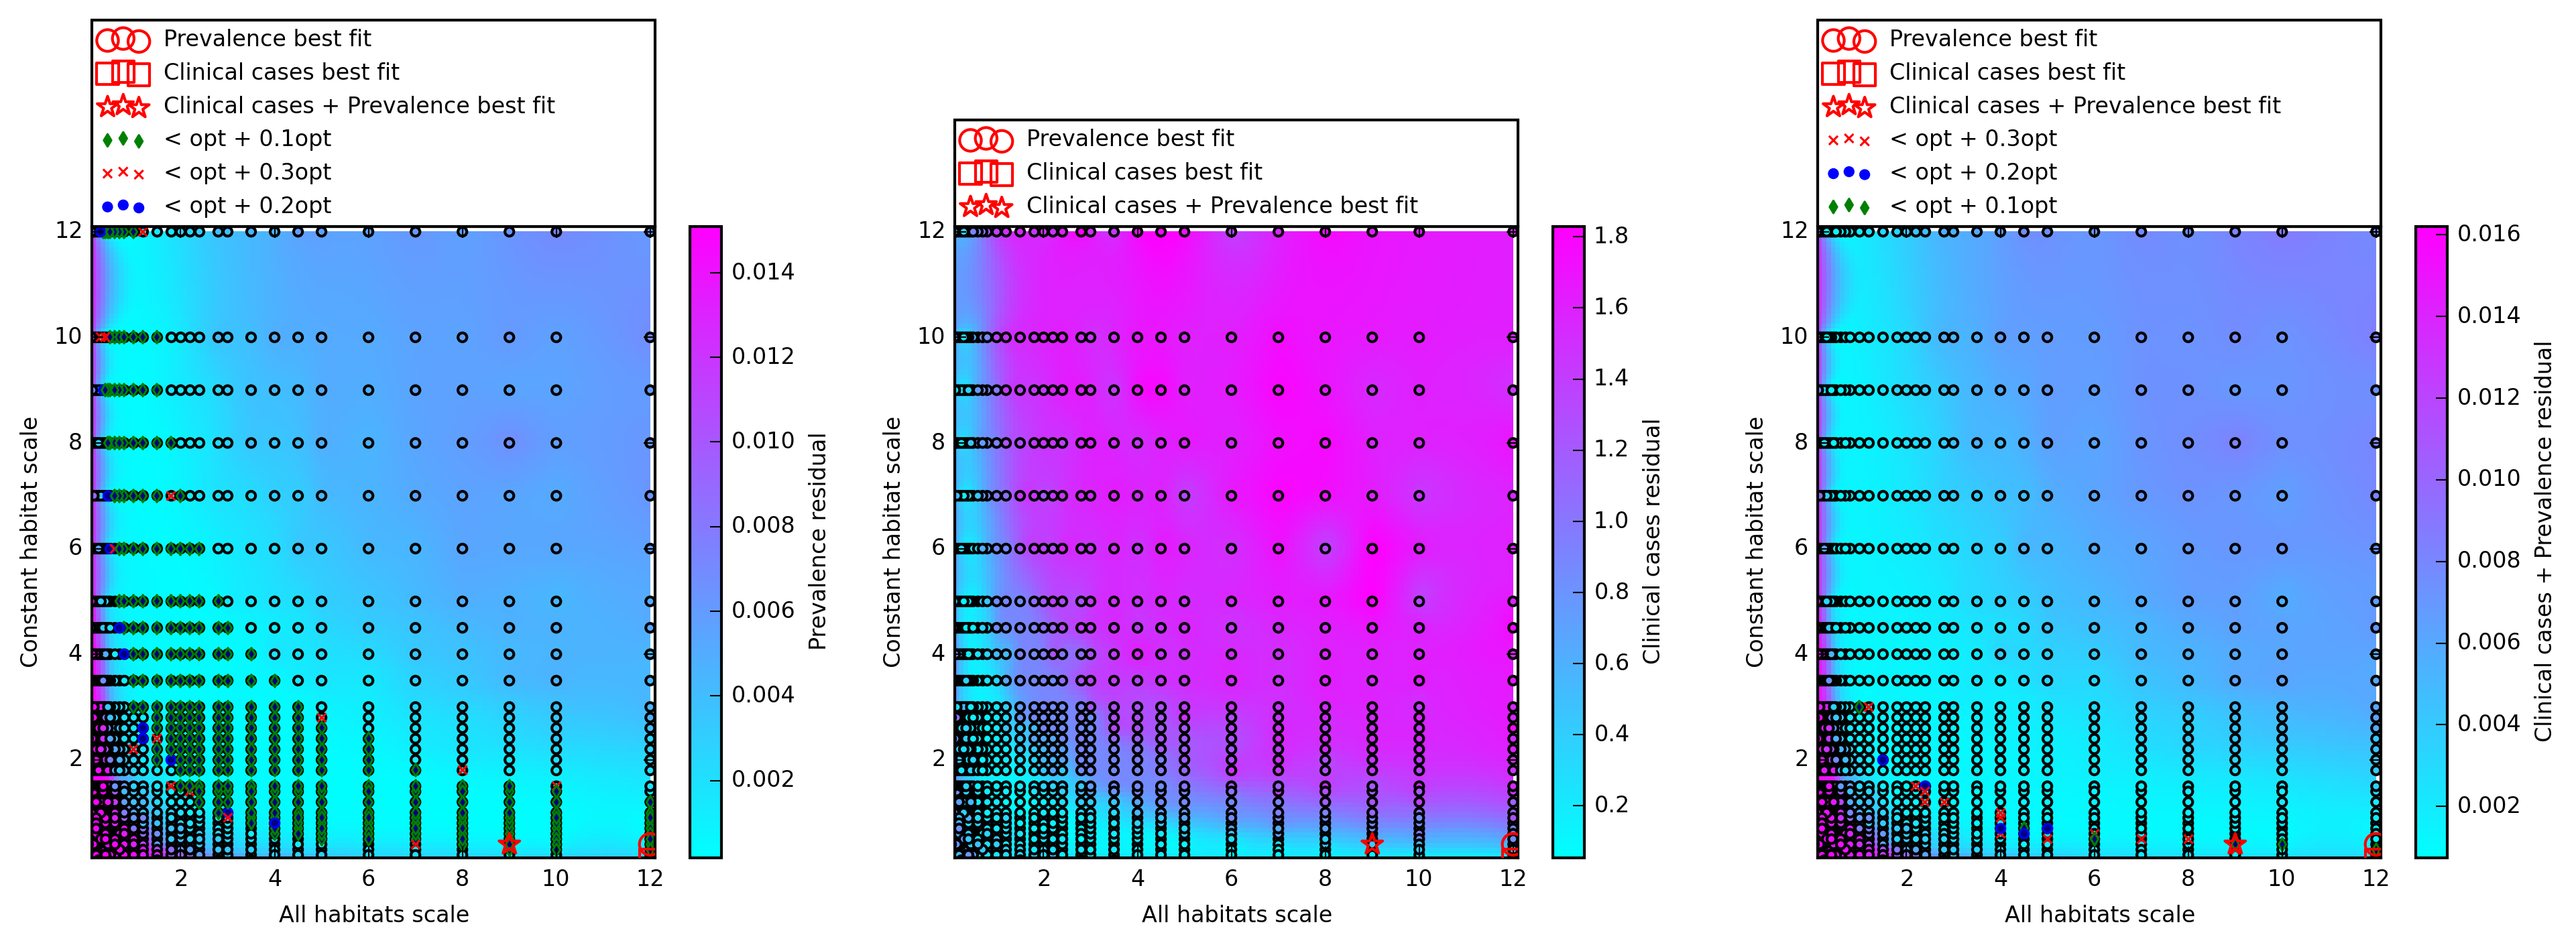 Prevalence best fit
Clinical cases best fit
Clinical cases + Prevalence best fit
< opt + 0.1opt
< opt + 0.3opt
< opt + 0.2opt
12
10
8
6
4
2
Constant habitat scale
2 4 6 8 10 12
All habitats scale
0.014
0.012
0.010
0.008
0.006
0.004
0.002
Prevalence residual
Prevalence best fit
Clinical cases best fit
Clinical cases + Prevalence best fit
12
10
8
6
4
2
Constant habitat scale
2 4 6 8 10 12
All habitats scale
1.8
1.6
1.4
1.2
1.0
0.8
0.6
0.4
0.2
Clinical cases residual
Prevalence best fit
Clinical cases best fit
Clinical cases + Prevalence best fit
< opt + 0.3opt
< opt + 0.2opt
< opt + 0.1opt
12
10
8
6
4
2
Constant habitat scale
2 4 6 8 10 12
All habitats scale
0.016
0.014
0.012
0.010
0.008
0.006
0.004
0.002
Clinical cases + Prevalence residual